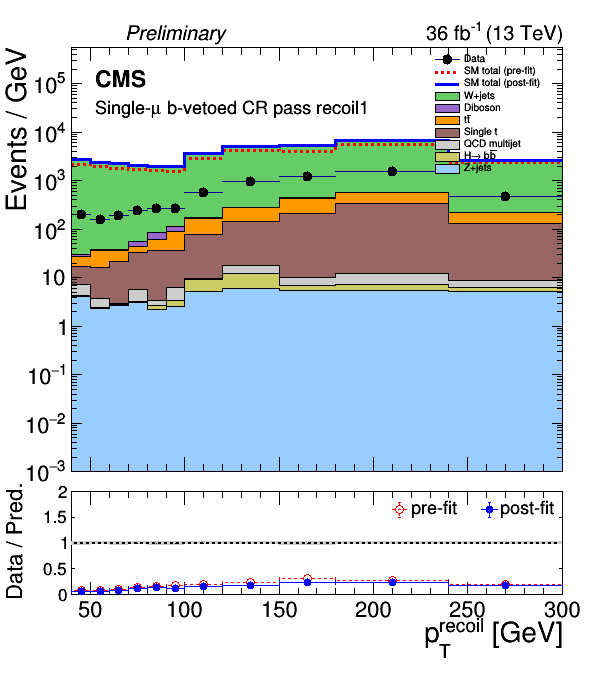 Preliminary 36 fb⁻¹ (13 TeV)
Events / GeV
CMS
Single-μ b-vetoed CR pass recoil1
Data
SM total (pre-fit)
SM total (post-fit)
W+jets
Diboson
tt̅
Single t
QCD multijet
H→ bb̅
Z+jets
10⁵
10⁴
10³
10²
10
1
10⁻¹
10⁻²
10⁻³
Data / Pred.
pre-fit post-fit
2
1.5
1
0.5
0
50 100 150 200 250 300
p_T^recoil [GeV]